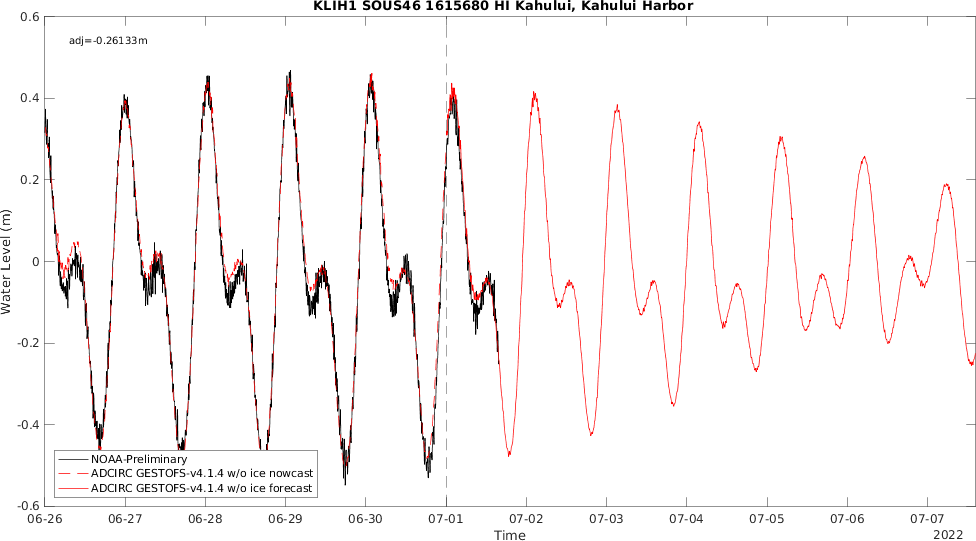 KLIH1 SOUS46 1615680 HI Kahului, Kahului Harbor
adj=-0.26133m
0.6
0.4
0.2
0
-0.2
-0.4
-0.6
Water Level (m)
NOAA-Preliminary
ADCIRC GESTOFS-v4.1.4 w/o ice nowcast
ADCIRC GESTOFS-v4.1.4 w/o ice forecast
06-26 06-27 06-28 06-29 06-30 07-01 07-02 07-03 07-04 07-05 07-06 07-07
Time
2022